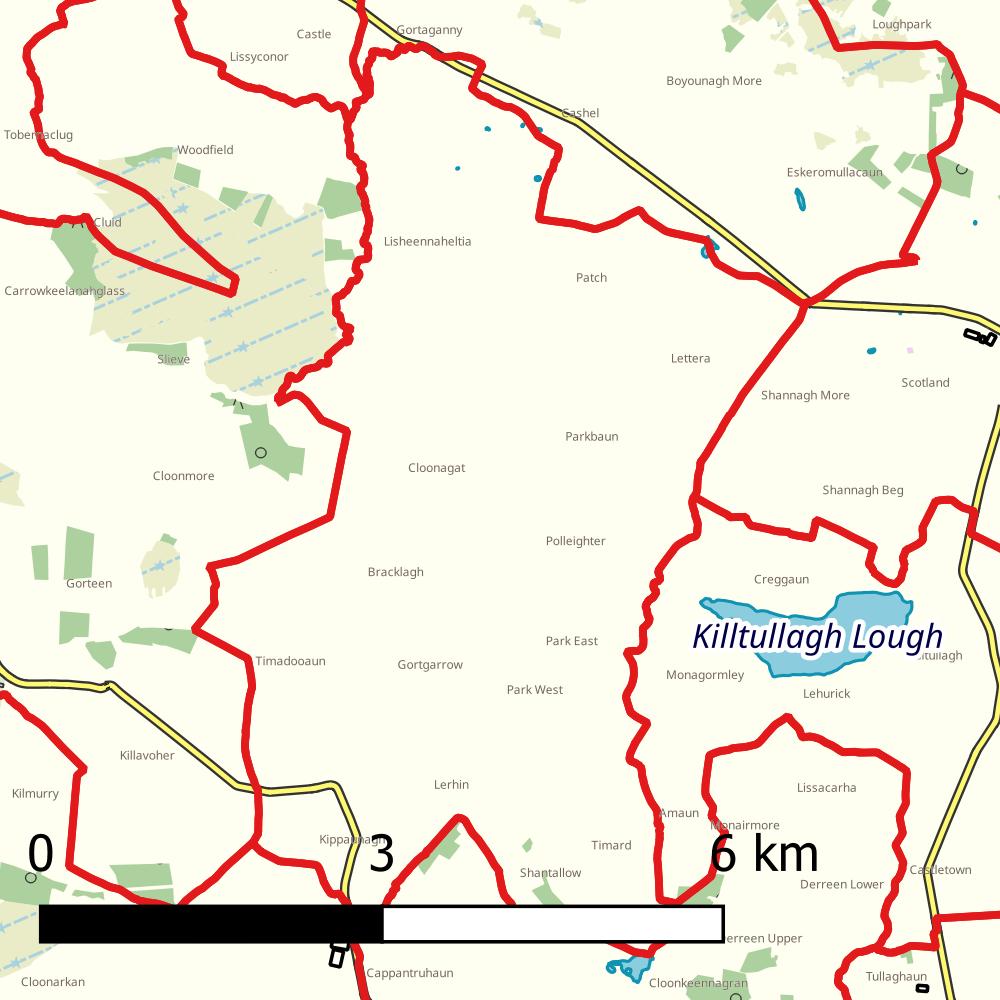 Castle
Gortaganny
Loughpark
Lissyconor
Boyounagh More
Cashel
Tobernaclug
Woodfield
Eskeromullacaun
Cluid
Lisheennaheltia
Patch
Carrowkeelanahglass
Slieve
Lettera
Scotland
Shannagh More
Parkbaun
Cloonagat
Cloonmore
Shannagh Beg
Polleighter
Bracklagh
Creggaun
Gorteen
Killtullagh Lough
Park East
Timadooaun
Gortgarrow
Monagormley
Park West
Lehurick
Killavoher
Lerhin
Lissacarha
Kilmurry
Amaun
Monairmore
Kippaunagh
Timard
0 3 6 km
Shantallow
Castletown
Derreen Lower
Derreen Upper
Cappantruhaun
Tullaghaun
Cloonarkan
Cloonkeennagran